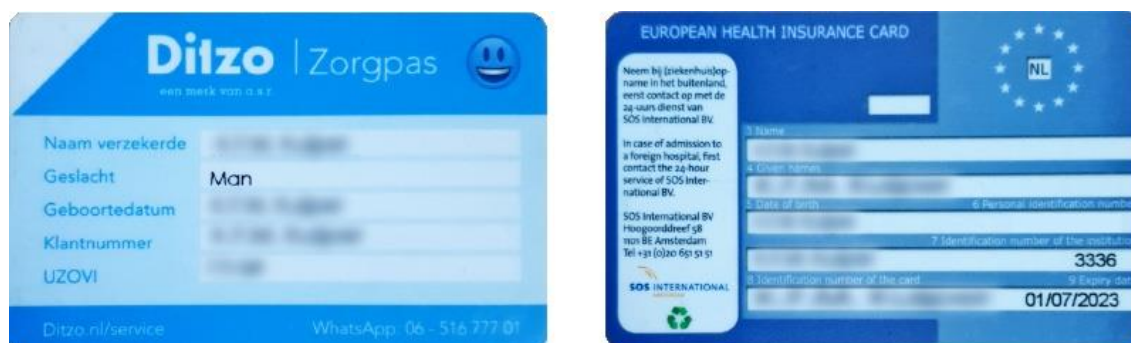 Ditzo | Zorgpas
een merk van a.s.r.
Naam verzekerde
Geslacht Man
Geboortedatum
Klantnummer
UZOVI
Ditzo.nl/service WhatsApp: 06 - 516 777 01
EUROPEAN HEALTH INSURANCE CARD
NL
Neem bij (ziekenhuis)op-
name in het buitenland,
eerst contact op met de
24-uurs dienst van
SOS International BV.
In case of admission to
a foreign hospital, first
contact the 24-hour
service of SOS Inter-
national BV.
SOS International BV
Hoogoorddreef 58
1101 BE Amsterdam
Tel +31 (0)20 651 51 51
SOS INTERNATIONAL
3 Name
4 Given names
5 Date of birth 6 Personal identification numbe
7 Identification number of the institutio
3336
8 Identification number of the card 9 Expiry dat
01/07/2023